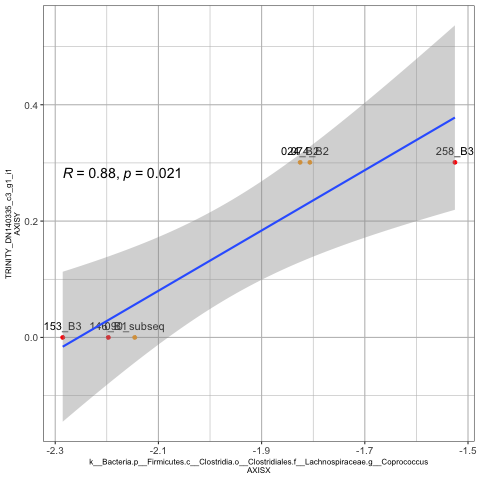 0.4
0.2
0.0
R = 0.88, p = 0.021
258_B3
153_B3
-2.3
-2.1
-1.9
-1.7
-1.5
k__Bacteria.p__Firmicutes.c__Clostridia.o__Clostridiales.f__Lachnospiraceae.g__Coprococcus
AXISX
TRINITY_DN140335_c3_g1_i1
AXISY